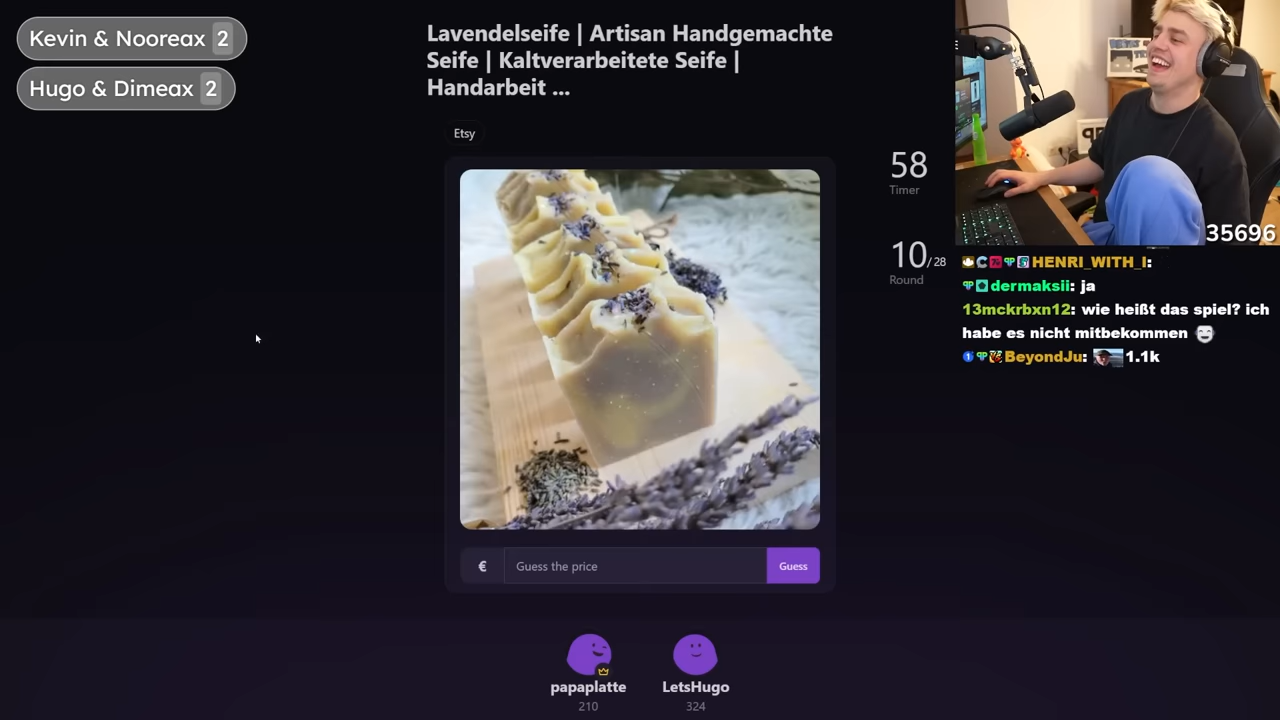 Kevin & Nooreax 2
Hugo & Dimeax 2
Lavendelseife | Artisan Handgemachte
Seife | Kaltverarbeitete Seife |
Handarbeit ...
Etsy
58
Timer
10/28
Round
€
Guess the price
Guess
papaplatte
210
LetsHugo
324
35696
HENRI_WITH_I:
dermaksii: ja
13mckrbxn12: wie heißt das spiel? ich
habe es nicht mitbekommen
BeyondJu: 1.1k